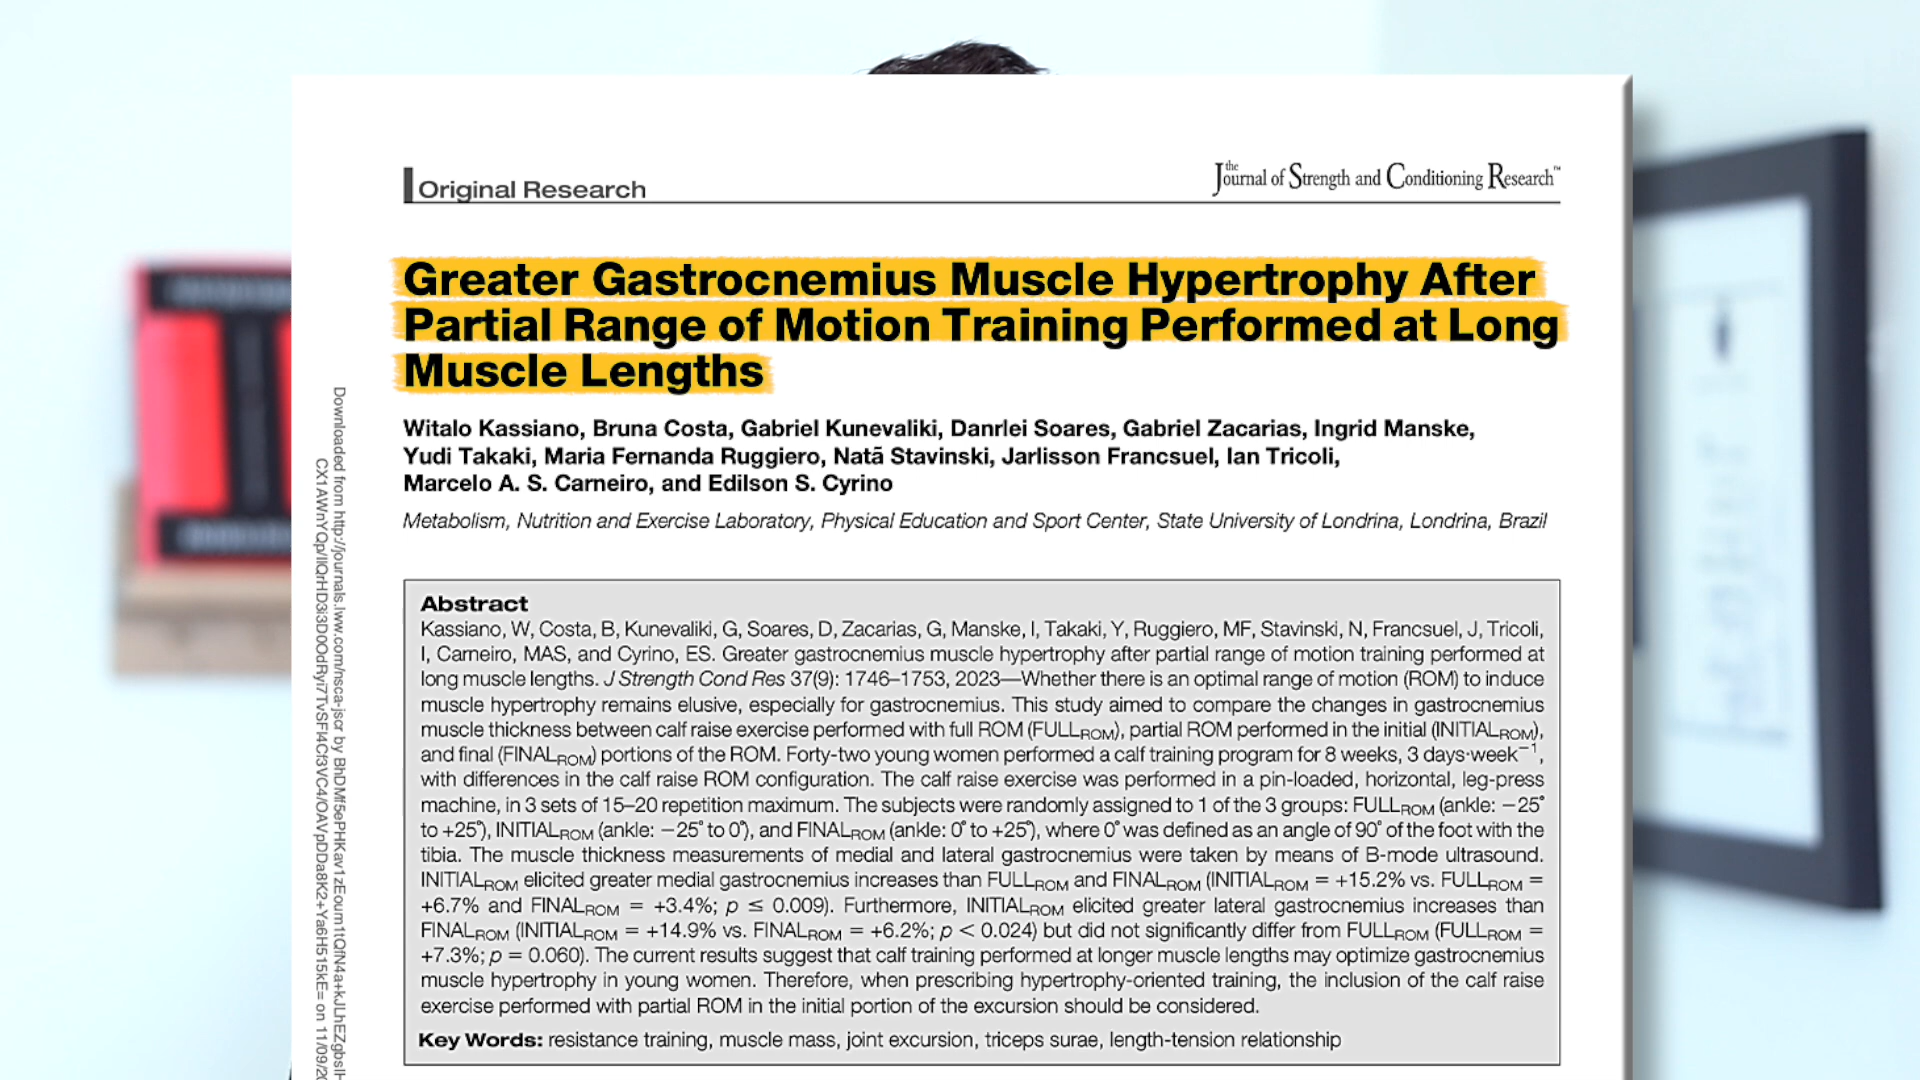 Original Research
the Journal of Strength and Conditioning Research™
Greater Gastrocnemius Muscle Hypertrophy After
Partial Range of Motion Training Performed at Long
Muscle Lengths
Witalo Kassiano, Bruna Costa, Gabriel Kunevaliki, Danrlei Soares, Gabriel Zacarias, Ingrid Manske,
Yudi Takaki, Maria Fernanda Ruggiero, Natã Stavinski, Jarlisson Francsuel, Ian Tricoli,
Marcelo A. S. Carneiro, and Edilson S. Cyrino
Metabolism, Nutrition and Exercise Laboratory, Physical Education and Sport Center, State University of Londrina, Londrina, Brazil
Abstract
Kassiano, W, Costa, B, Kunevaliki, G, Soares, D, Zacarias, G, Manske, I, Takaki, Y, Ruggiero, MF, Stavinski, N, Francsuel, J, Tricoli,
I, Carneiro, MAS, and Cyrino, ES. Greater gastrocnemius muscle hypertrophy after partial range of motion training performed at
long muscle lengths. J Strength Cond Res 37(9): 1746–1753, 2023—Whether there is an optimal range of motion (ROM) to induce
muscle hypertrophy remains elusive, especially for gastrocnemius. This study aimed to compare the changes in gastrocnemius
muscle thickness between calf raise exercise performed with full ROM (FULLROM), partial ROM performed in the initial (INITIALROM),
and final (FINALROM) portions of the ROM. Forty-two young women performed a calf training program for 8 weeks, 3 days·week−1,
with differences in the calf raise ROM configuration. The calf raise exercise was performed in a pin-loaded, horizontal, leg-press
machine, in 3 sets of 15–20 repetition maximum. The subjects were randomly assigned to 1 of the 3 groups: FULLROM (ankle: −25°
to +25°), INITIALROM (ankle: −25° to 0°), and FINALROM (ankle: 0° to +25°), where 0° was defined as an angle of 90° of the foot with the
tibia. The muscle thickness measurements of medial and lateral gastrocnemius were taken by means of B-mode ultrasound.
INITIALROM elicited greater medial gastrocnemius increases than FULLROM and FINALROM (INITIALROM = +15.2% vs. FULLROM =
+6.7% and FINALROM = +3.4%; p ≤ 0.009). Furthermore, INITIALROM elicited greater lateral gastrocnemius increases than
FINALROM (INITIALROM = +14.9% vs. FINALROM = +6.2%; p < 0.024) but did not significantly differ from FULLROM (FULLROM =
+7.3%; p = 0.060). The current results suggest that calf training performed at longer muscle lengths may optimize gastrocnemius
muscle hypertrophy in young women. Therefore, when prescribing hypertrophy-oriented training, the inclusion of the calf raise
exercise performed with partial ROM in the initial portion of the excursion should be considered.
Key Words: resistance training, muscle mass, joint excursion, triceps surae, length-tension relationship
Downloaded from http://journals.lww.com/nsca-jscr by
on 11/09/20